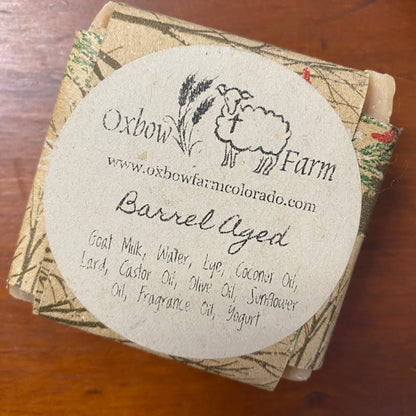 Oxbow
Farm
www.oxbowfarmcolorado.com
Barrel Aged
Goat Milk, Water, Lye, Coconut Oil,
Lard, Castor Oil, Olive Oil, Sunflower
Oil, Fragrance Oil, Yogurt